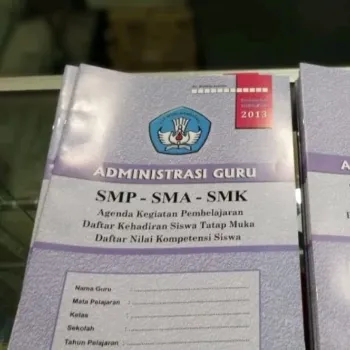 2013
ADMINISTRASI GURU
SMP - SMA - SMK
Agenda Kegiatan Pembelajaran
Daftar Kehadiran Siswa Tatap Muka
Daftar Nilai Kompetensi Siswa
Nama Guru :
Mata Pelajaran :
Kelas :
Sekolah :
Tahun Pelajaran :